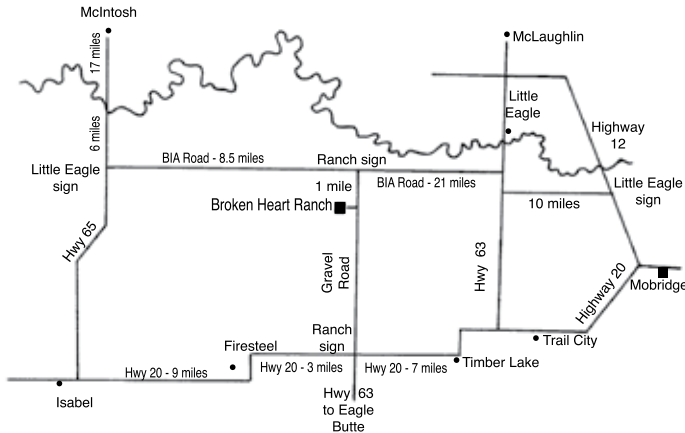 McIntosh
McLaughlin
17 miles
Little
Eagle
Highway
12
6 miles
BIA Road - 8.5 miles
Ranch sign
Little Eagle
sign
1 mile
BIA Road - 21 miles
Little Eagle
sign
Broken Heart Ranch
10 miles
Hwy 65
Gravel
Road
Hwy 63
Highway 20
Mobridge
Ranch
sign
Firesteel
Trail City
Hwy 20 - 9 miles
Hwy 20 - 3 miles
Hwy 20 - 7 miles
Timber Lake
Isabel
Hwy 63
to Eagle
Butte